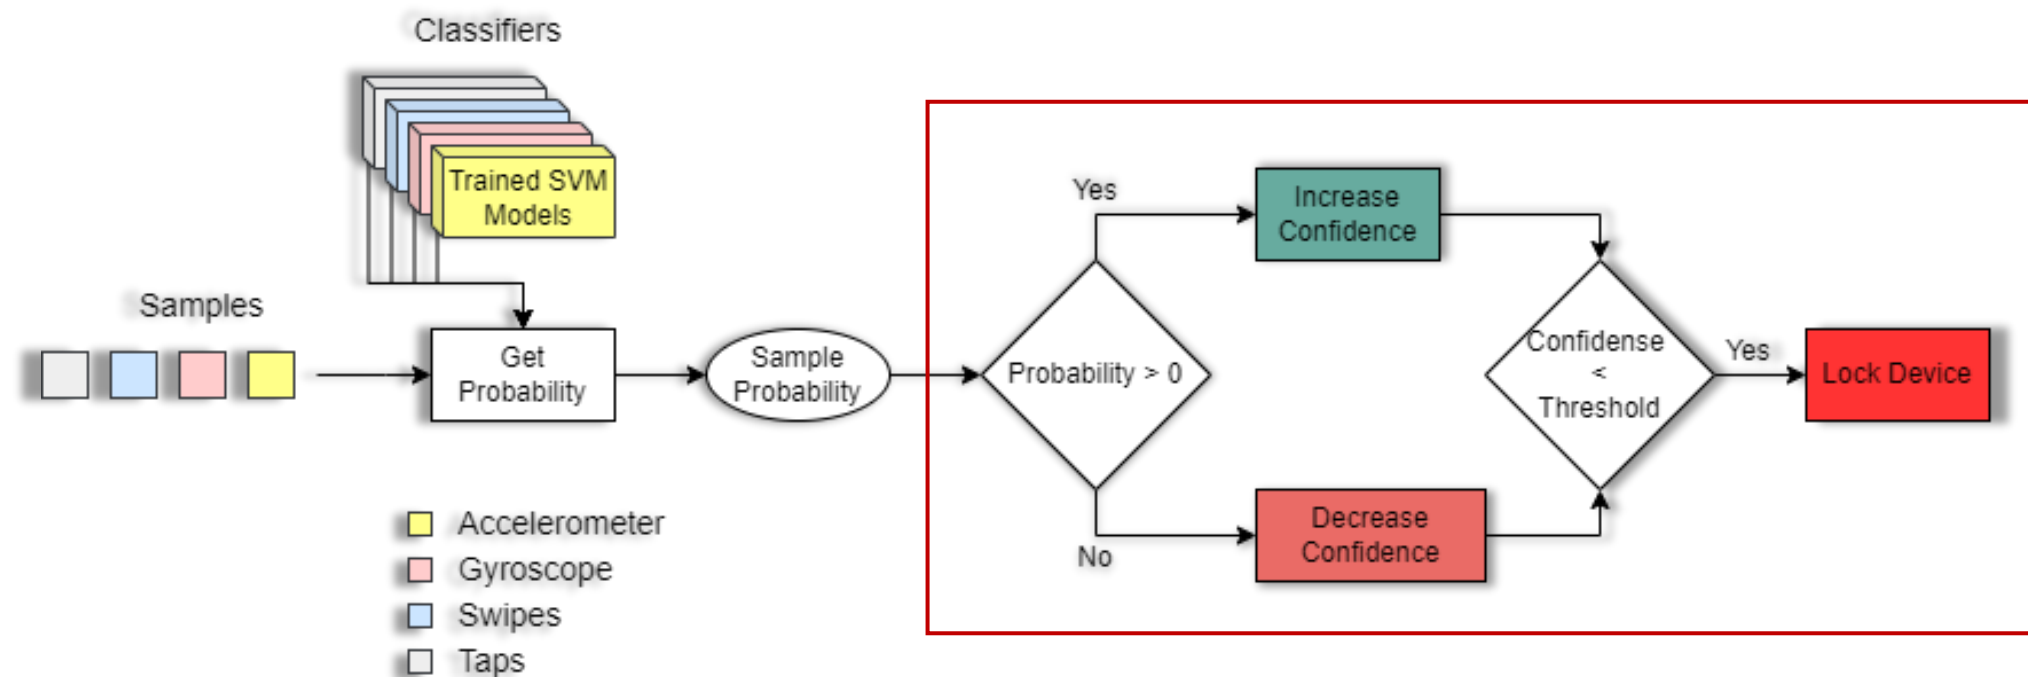 Classifiers
Trained SVM
Models
Samples
Get
Probability
Sample
Probability
Probability > 0
Yes
No
Increase
Confidence
Decrease
Confidence
Confidense
<
Threshold
Yes
Lock Device
Accelerometer
Gyroscope
Swipes
Taps